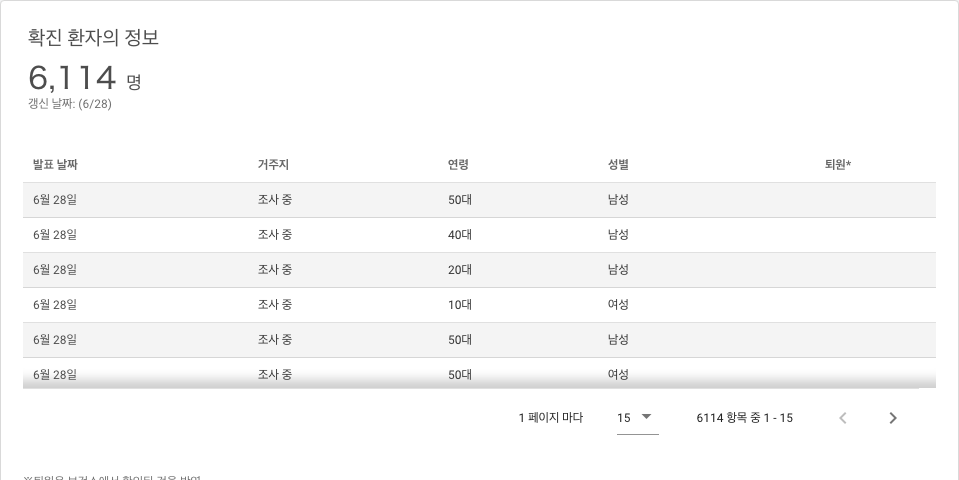 확진 환자의 정보
6,114 명
갱신 날짜: (6/28)
발표 날짜 거주지 연령 성별 퇴원*
6월 28일 조사 중 50대 남성
6월 28일 조사 중 40대 남성
6월 28일 조사 중 20대 남성
6월 28일 조사 중 10대 여성
6월 28일 조사 중 50대 남성
6월 28일 조사 중 50대 여성
1 페이지 마다 15 6114 항목 중 1 - 15